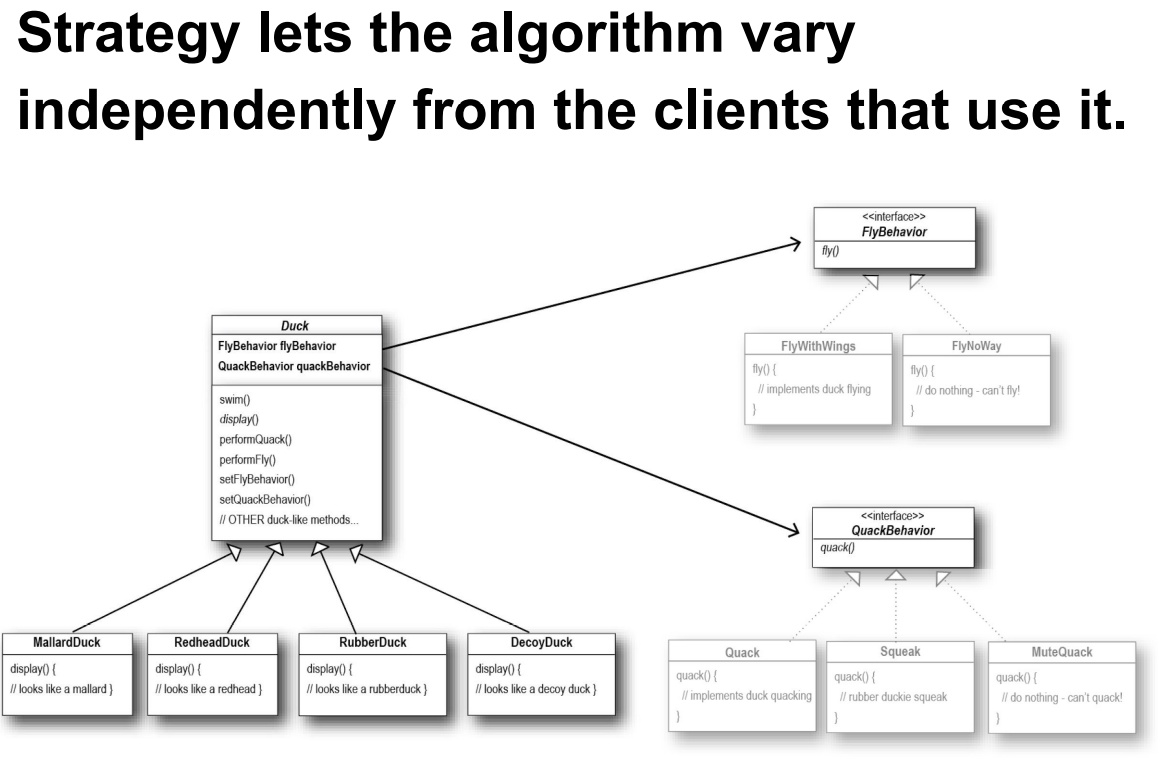 Strategy lets the algorithm vary
independently from the clients that use it.
<<interface>>
FlyBehavior
fly()
FlyWithWings
fly() {
// implements duck flying
}
FlyNoWay
fly() {
// do nothing - can't fly!
}
Duck
FlyBehavior flyBehavior
QuackBehavior quackBehavior
swim()
display()
performQuack()
performFly()
setFlyBehavior()
setQuackBehavior()
// OTHER duck-like methods...
<<interface>>
QuackBehavior
quack()
MallardDuck
display() {
// looks like a mallard }
RedheadDuck
display() {
// looks like a redhead }
RubberDuck
display() {
// looks like a rubberduck }
DecoyDuck
display() {
// looks like a decoy duck }
Quack
quack() {
// implements duck quacking
}
Squeak
quack() {
// rubber duckie squeak
}
MuteQuack
quack() {
// do nothing - can't quack!
}